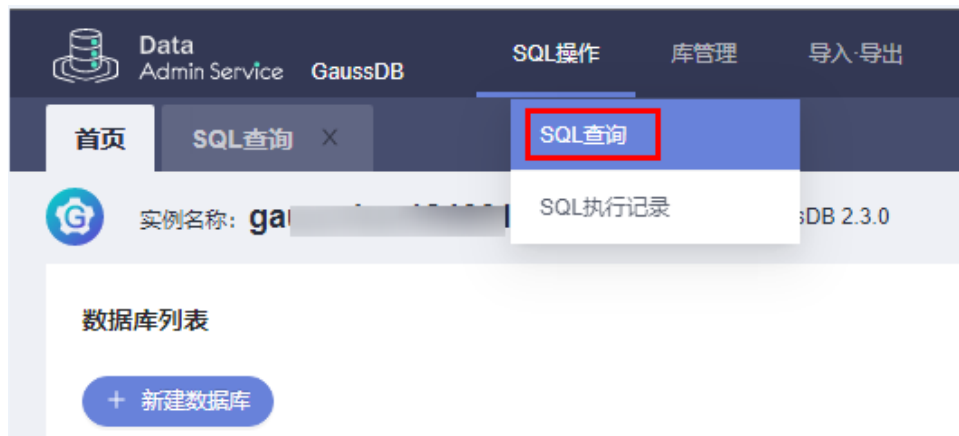 Data
Admin Service GaussDB SQL操作 库管理 导入·导出
首页 SQL查询 ×
SQL查询
SQL执行记录
实例名称: ga sDB 2.3.0
数据库列表
+ 新建数据库